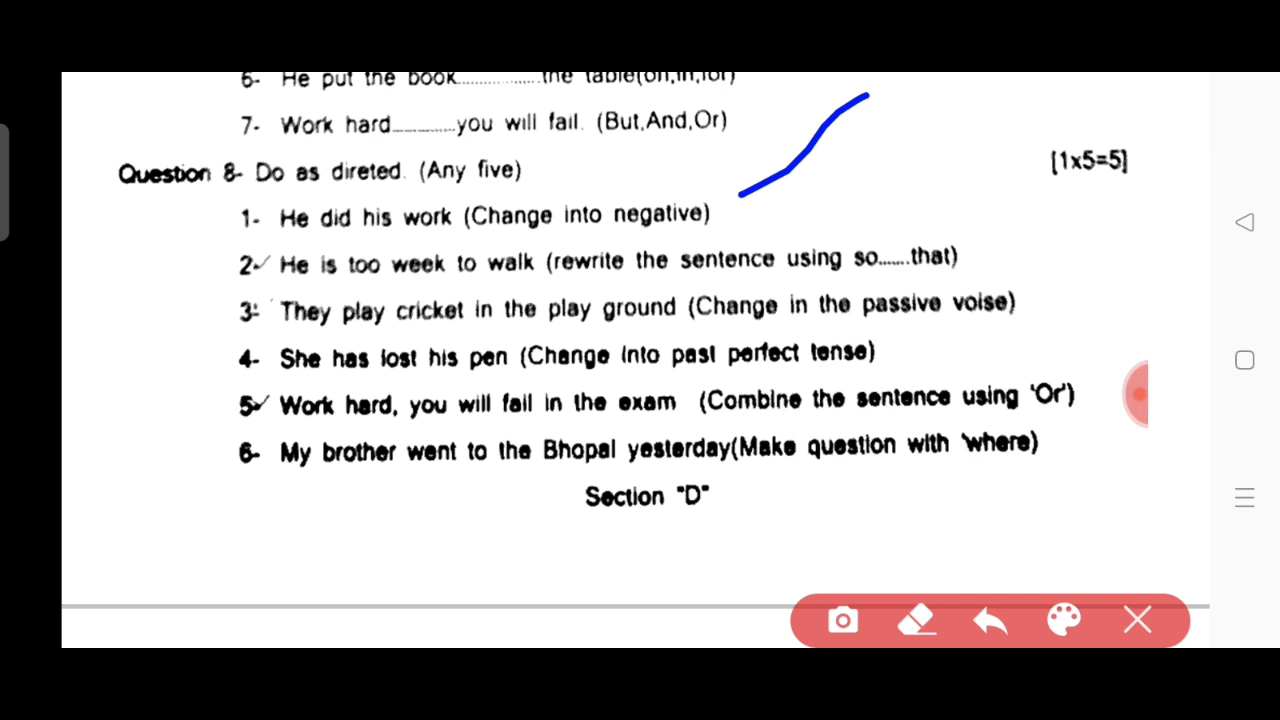 6- He put the book................the table(on,in,for)
7- Work hard............you will fail. (But,And,Or)
Question 8- Do as direted. (Any five) [1x5=5]
1- He did his work (Change into negative)
2- He is too week to walk (rewrite the sentence using so.......that)
3- They play cricket in the play ground (Change in the passive voise)
4- She has lost his pen (Change into past perfect tense)
5- Work hard, you will fail in the exam (Combine the sentence using 'Or')
6- My brother went to the Bhopal yesterday(Make question with 'where)
Section "D"